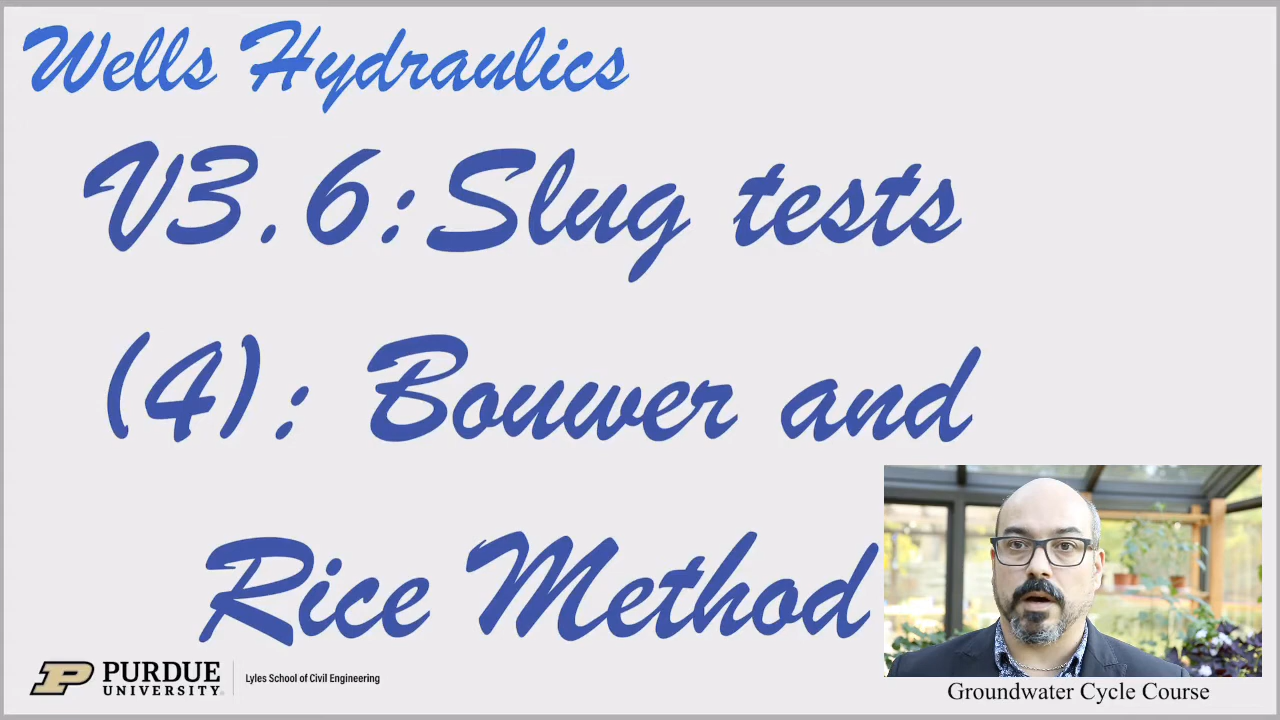 Wells Hydraulics
V3.6:Slug tests
(4): Bouwer and
Rice Method
PURDUE
UNIVERSITY
Lyles School of Civil Engineering
Groundwater Cycle Course